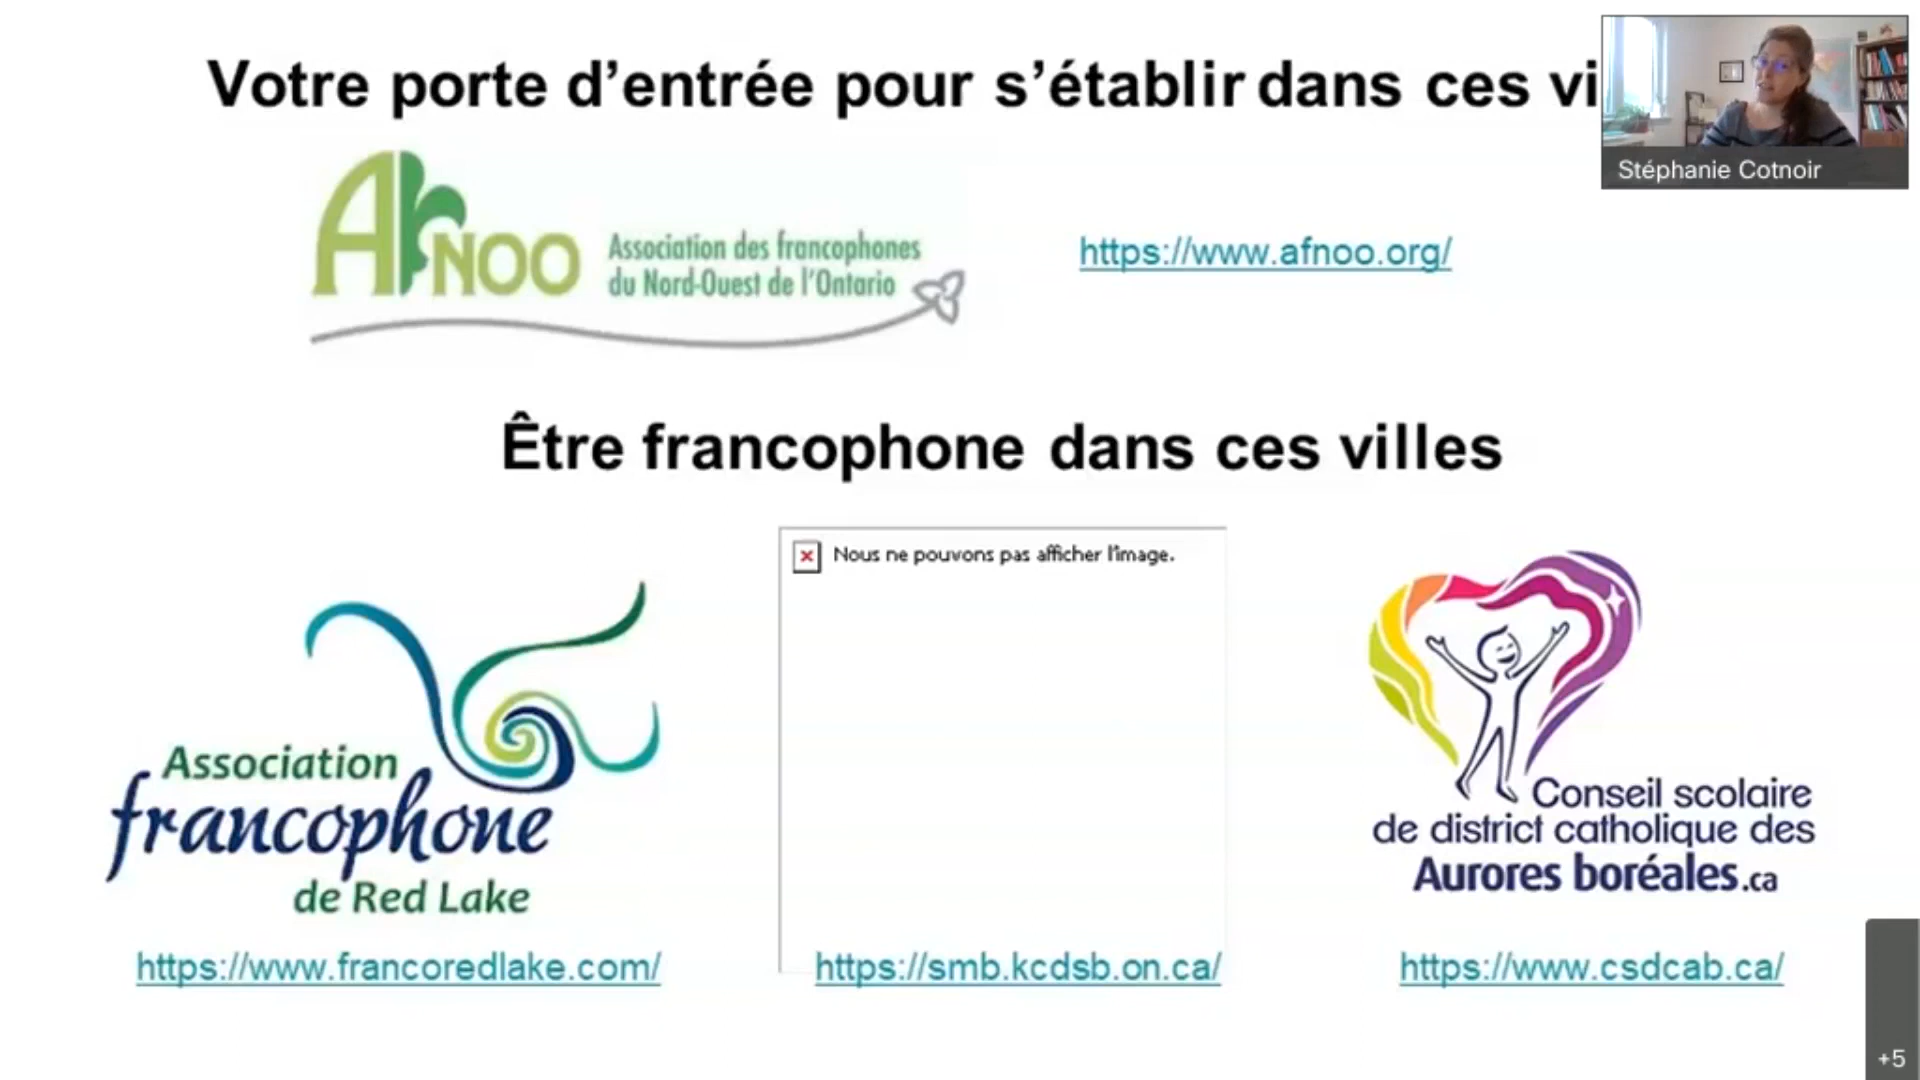 Votre porte d’entrée pour s’établir dans ces vi
Stéphanie Cotnoir
AFNOO
Association des francophones
du Nord-Ouest de l’Ontario
https://www.afnoo.org/
Être francophone dans ces villes
Nous ne pouvons pas afficher l’image.
Association
francophone
de Red Lake
https://www.francoredlake.com/
https://smb.kcdsb.on.ca/
Conseil scolaire
de district catholique des
Aurores boréales.ca
https://www.csdcab.ca/
+5